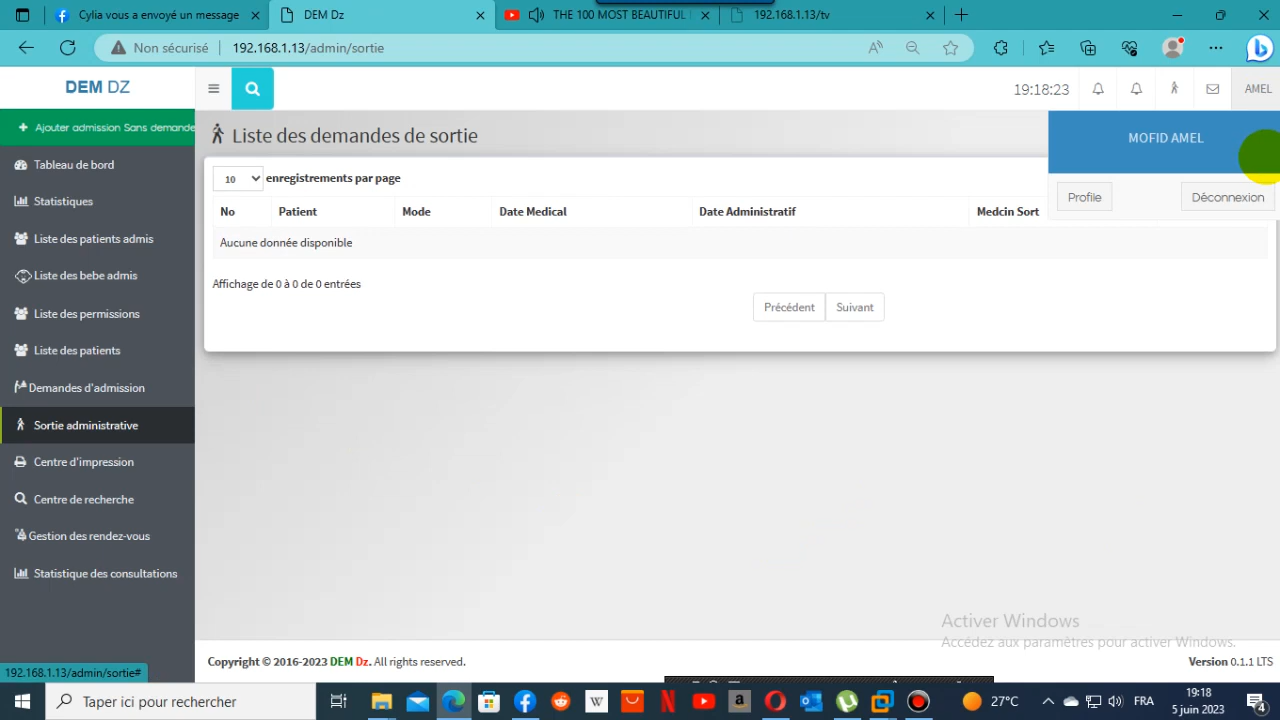 Cylia vous a envoyé un message
DEM Dz
THE 100 MOST BEAUTIFUL
192.168.1.13/tv
Non sécurisé
192.168.1.13/admin/sortie
DEM DZ
19:18:23
AMEL
Ajouter admission Sans demande
Liste des demandes de sortie
MOFID AMEL
Profile
Déconnexion
Tableau de bord
Statistiques
Liste des patients admis
Liste des bebe admis
Liste des permissions
Liste des patients
Demandes d'admission
Sortie administrative
Centre d'impression
Centre de recherche
Gestion des rendez-vous
Statistique des consultations
10 enregistrements par page
No Patient Mode Date Medical Date Administratif Medcin Sort
Aucune donnée disponible
Affichage de 0 à 0 de 0 entrées
Précédent Suivant
Activer Windows
Accédez aux paramètres pour activer Windows.
Copyright © 2016-2023 DEM Dz. All rights reserved.
Version 0.1.1 LTS
192.168.1.13/admin/sortie#
Taper ici pour rechercher
27°C
FRA
19:18
5 juin 2023
4